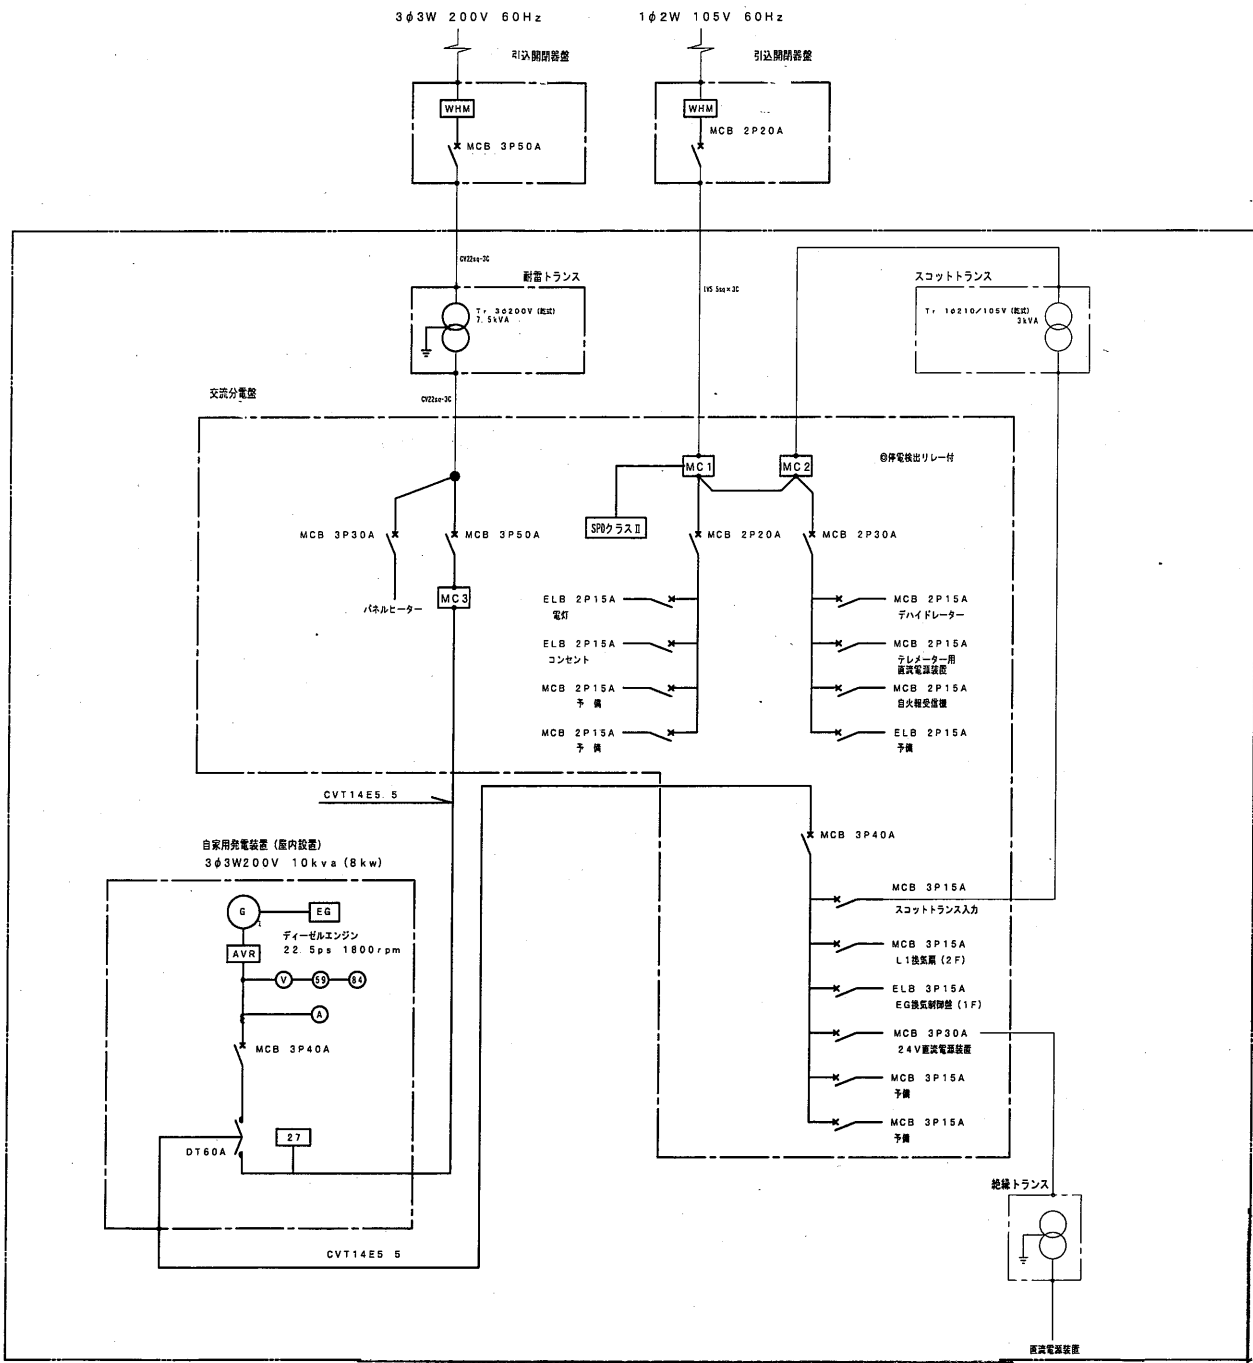 3φ3W 200V 60Hz
1φ2W 105V 60Hz
引込開閉器盤
引込開閉器盤
WHM
WHM
MCB 3P50A
MCB 2P20A
CV22sq-3C
耐雷トランス
Tr 3φ200V (乾式)
7.5kVA
スコットトランス
Tr 1φ210/105V (乾式)
3kVA
交流分電盤
CV22sq-3C
MC1
MC2
◎停電検出リレー付
SPDクラスⅡ
MCB 3P30A
MCB 3P50A
MCB 2P20A
MCB 2P30A
MC3
パネルヒーター
ELB 2P15A
電灯
MCB 2P15A
デハイドレーター
ELB 2P15A
コンセント
MCB 2P15A
テレメーター用
直流電源装置
MCB 2P15A
予 備
MCB 2P15A
自火報受信機
MCB 2P15A
予 備
ELB 2P15A
予備
CVT14E5.5
自家用発電装置 (屋内設置)
3φ3W200V 10kva (8kw)
G
EG
ディーゼルエンジン
22.5ps 1800rpm
AVR
V
59
84
A
MCB 3P40A
27
DT60A
CVT14E5 5
MCB 3P40A
MCB 3P15A
スコットトランス入力
MCB 3P15A
L1換気扇 (2F)
ELB 3P15A
EG換気制御盤 (1F)
MCB 3P30A
24V直流電源装置
MCB 3P15A
予備
MCB 3P15A
予備
絶縁トランス
直流電源装置